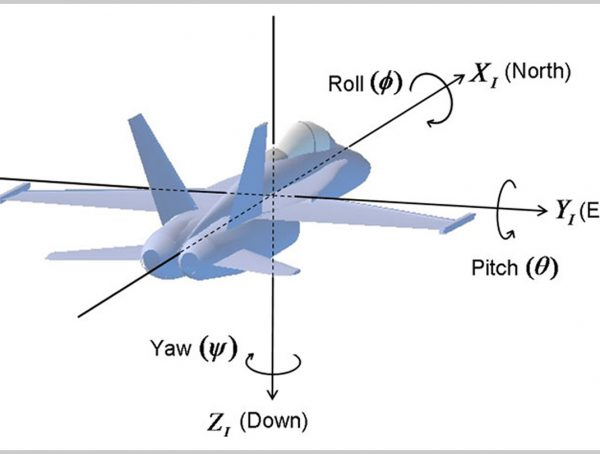 Roll (ϕ)
X_I (North)
Y_I (E
Pitch (θ)
Yaw (ψ)
Z_I (Down)